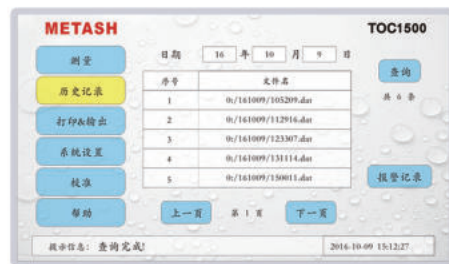 METASH TOC1500
测量
历史记录
打印&输出
系统设置
校准
帮助
日期 16 年 10 月 9 日
查询
共 6 条
序号 文件名
1 0:/161009/105209.dat
2 0:/161009/112916.dat
3 0:/161009/123307.dat
4 0:/161009/131114.dat
5 0:/161009/150011.dat
报警记录
上一页 第 1 页 下一页
提示信息: 查询完成! 2016-10-09 15:12:27